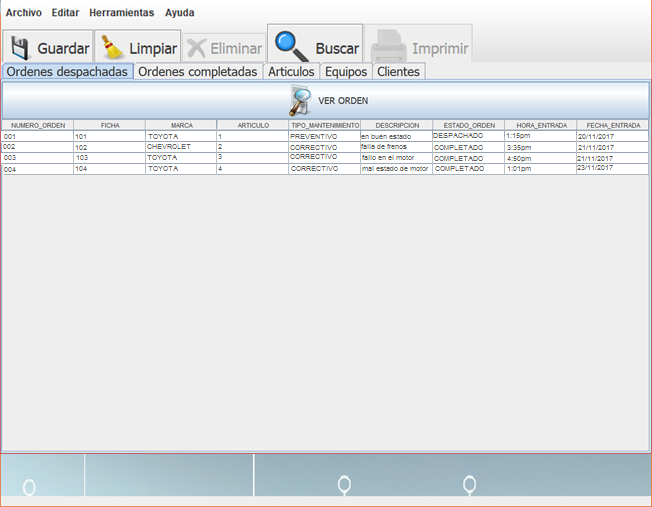 Archivo Editar Herramientas Ayuda
Guardar Limpiar Eliminar Buscar Imprimir
Ordenes despachadas Ordenes completadas Articulos Equipos Clientes
VER ORDEN
NUMERO_ORDEN FICHA MARCA ARTICULO TIPO_MANTENIMIENTO DESCRIPCION ESTADO_ORDEN HORA_ENTRADA FECHA_ENTRADA
001 101 TOYOTA 1 PREVENTIVO en buen estado DESPACHADO 1:15pm 20/11/2017
002 102 CHEVROLET 2 CORRECTIVO falla de frenos COMPLETADO 3:35pm 21/11/2017
003 103 TOYOTA 3 CORRECTIVO fallo en el motor COMPLETADO 4:50pm 21/11/2017
004 104 TOYOTA 4 CORRECTIVO mal estado de motor COMPLETADO 1:01pm 23/11/2017